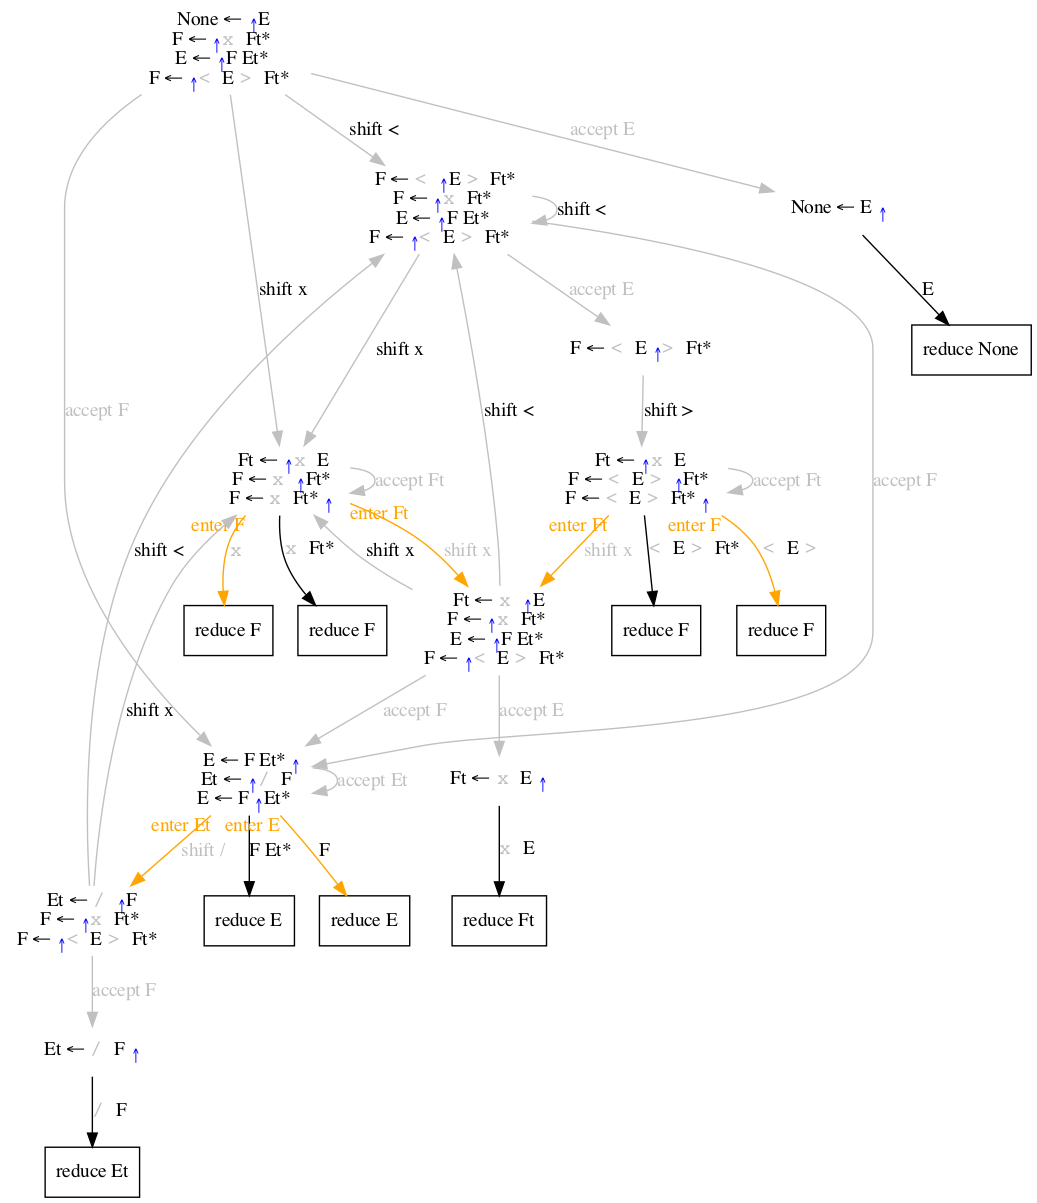 None ← ↑E
F ← ↑x Ft*
E ← ↑F Et*
F ← ↑< E > Ft*
shift <
accept E
F ← < ↑E > Ft*
F ← ↑x Ft*
E ← ↑F Et*
F ← ↑< E > Ft*
shift <
None ← E ↑
shift x
accept E
E
shift x
F ← < E ↑> Ft*
reduce None
accept F
shift <
shift >
Ft ← ↑x E
F ← x ↑Ft*
F ← x Ft* ↑
accept Ft
Ft ← ↑x E
F ← < E > ↑Ft*
F ← < E > Ft* ↑
accept Ft
accept F
enter F
enter Ft
enter Ft
enter F
shift <
x
x Ft*
shift x
shift x
shift x
< E > Ft*
< E >
reduce F
reduce F
Ft ← x ↑E
F ← ↑x Ft*
E ← ↑F Et*
F ← ↑< E > Ft*
reduce F
reduce F
shift x
accept F
accept E
E ← F Et* ↑
Et ← ↑/ F
E ← F ↑Et*
accept Et
Ft ← x E ↑
enter Et
enter E
shift /
F Et*
F
x E
Et ← / ↑F
F ← ↑x Ft*
F ← ↑< E > Ft*
reduce E
reduce E
reduce Ft
accept F
Et ← / F ↑
/ F
reduce Et